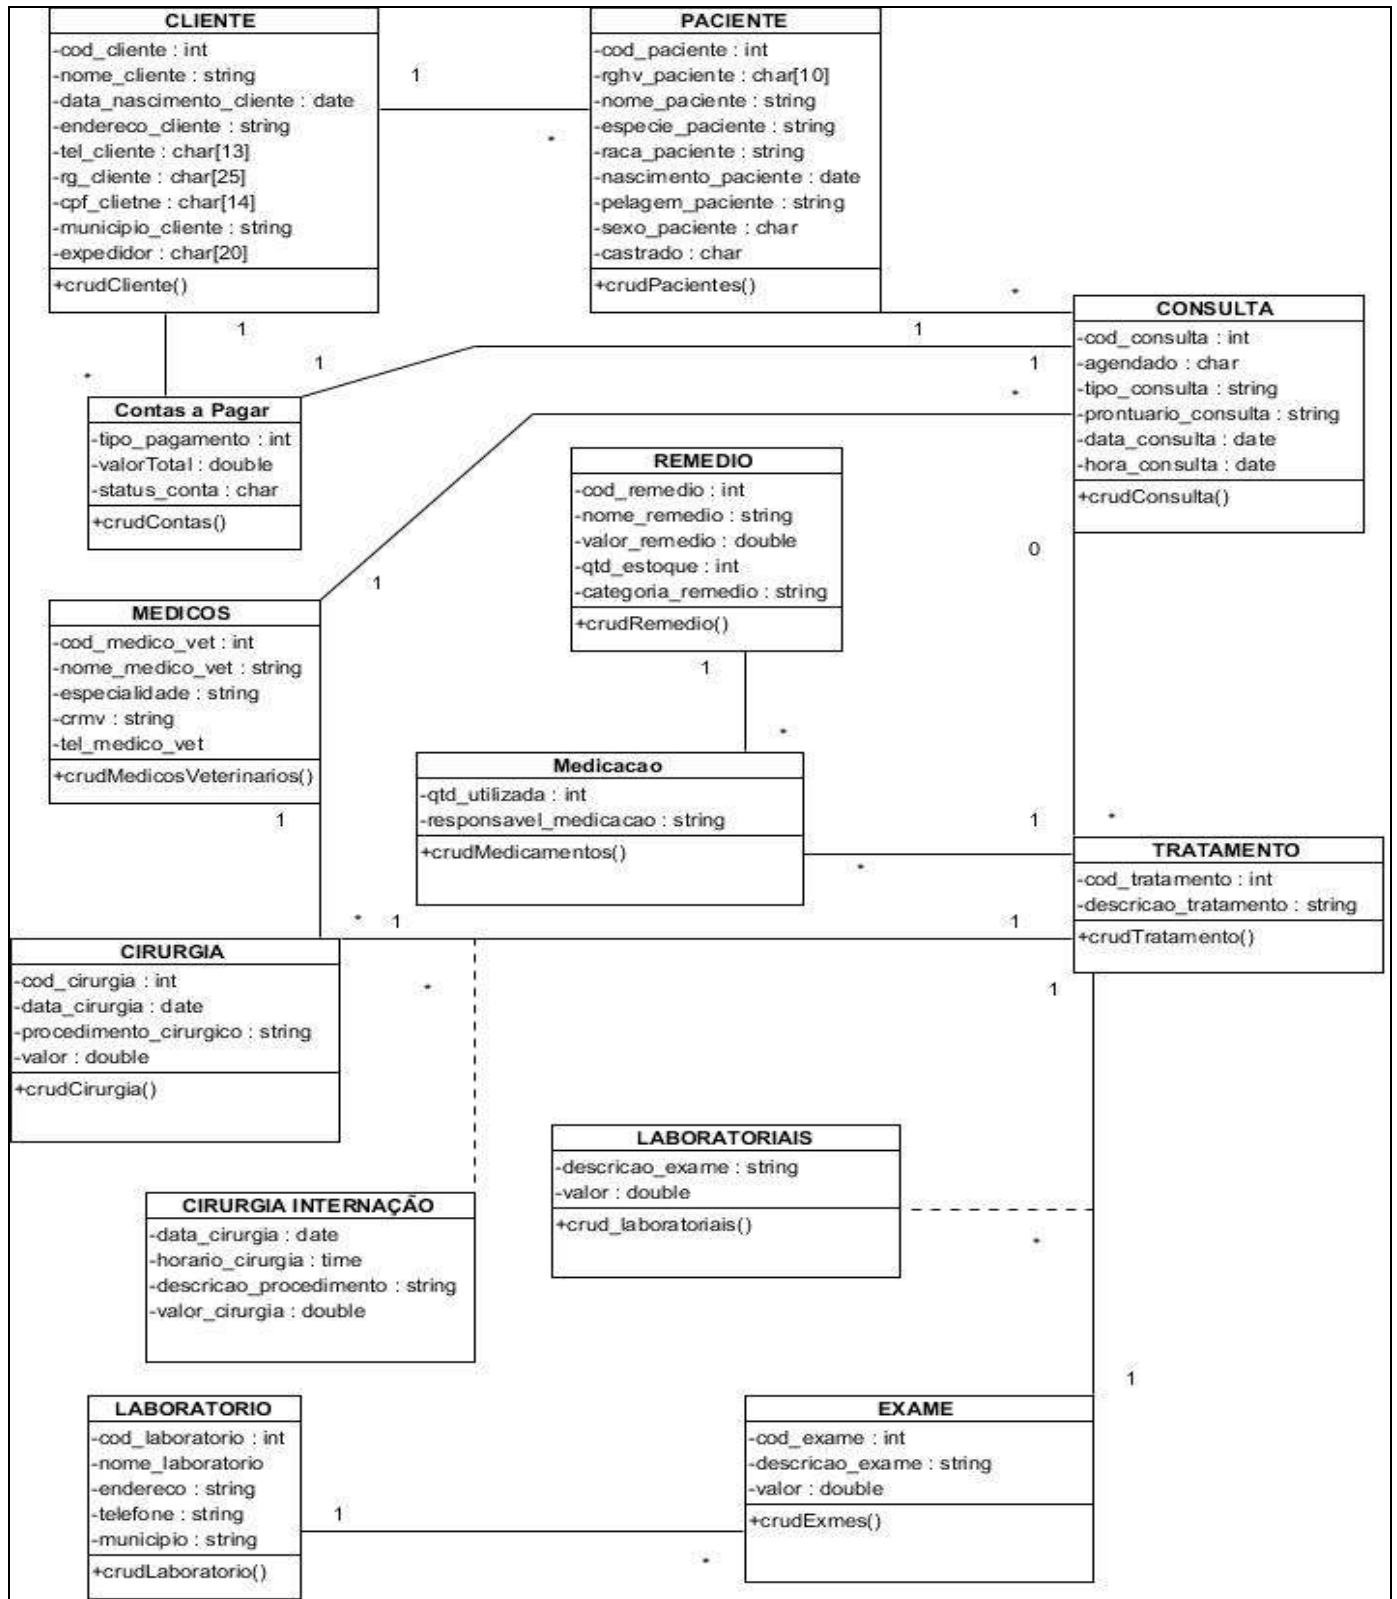 CLIENTE
-cod_cliente : int
-nome_cliente : string
-data_nascimento_cliente : date
-endereco_cliente : string
-tel_cliente : char[13]
-rg_cliente : char[25]
-cpf_clietne : char[14]
-municipio_cliente : string
-expedidor : char[20]
+crudCliente()
1
*
PACIENTE
-cod_paciente : int
-rghv_paciente : char[10]
-nome_paciente : string
-especie_paciente : string
-raca_paciente : string
-nascimento_paciente : date
-pelagem_paciente : string
-sexo_paciente : char
-castrado : char
+crudPacientes()
*
1
1
*
1
1
*
CONSULTA
-cod_consulta : int
-agendado : char
-tipo_consulta : string
-prontuario_consulta : string
-data_consulta : date
-hora_consulta : date
+crudConsulta()
Contas a Pagar
-tipo_pagamento : int
-valorTotal : double
-status_conta : char
+crudContas()
REMEDIO
-cod_remedio : int
-nome_remedio : string
-valor_remedio : double
-qtd_estoque : int
-categoria_remedio : string
+crudRemedio()
0
1
1
*
MEDICOS
-cod_medico_vet : int
-nome_medico_vet : string
-especialidade : string
-crmv : string
-tel_medico_vet
+crudMedicosVeterinarios()
1
Medicacao
-qtd_utilizada : int
-responsavel_medicacao : string
+crudMedicamentos()
1
*
*
TRATAMENTO
-cod_tratamento : int
-descricao_tratamento : string
+crudTratamento()
*
1
1
*
1
CIRURGIA
-cod_cirurgia : int
-data_cirurgia : date
-procedimento_cirurgico : string
-valor : double
+crudCirurgia()
LABORATORIAIS
-descricao_exame : string
-valor : double
+crud_laboratoriais()
*
CIRURGIA INTERNAÇÃO
-data_cirurgia : date
-horario_cirurgia : time
-descricao_procedimento : string
-valor_cirurgia : double
1
LABORATORIO
-cod_laboratorio : int
-nome_laboratorio
-endereco : string
-telefone : string
-municipio : string
+crudLaboratorio()
1
*
EXAME
-cod_exame : int
-descricao_exame : string
-valor : double
+crudExmes()